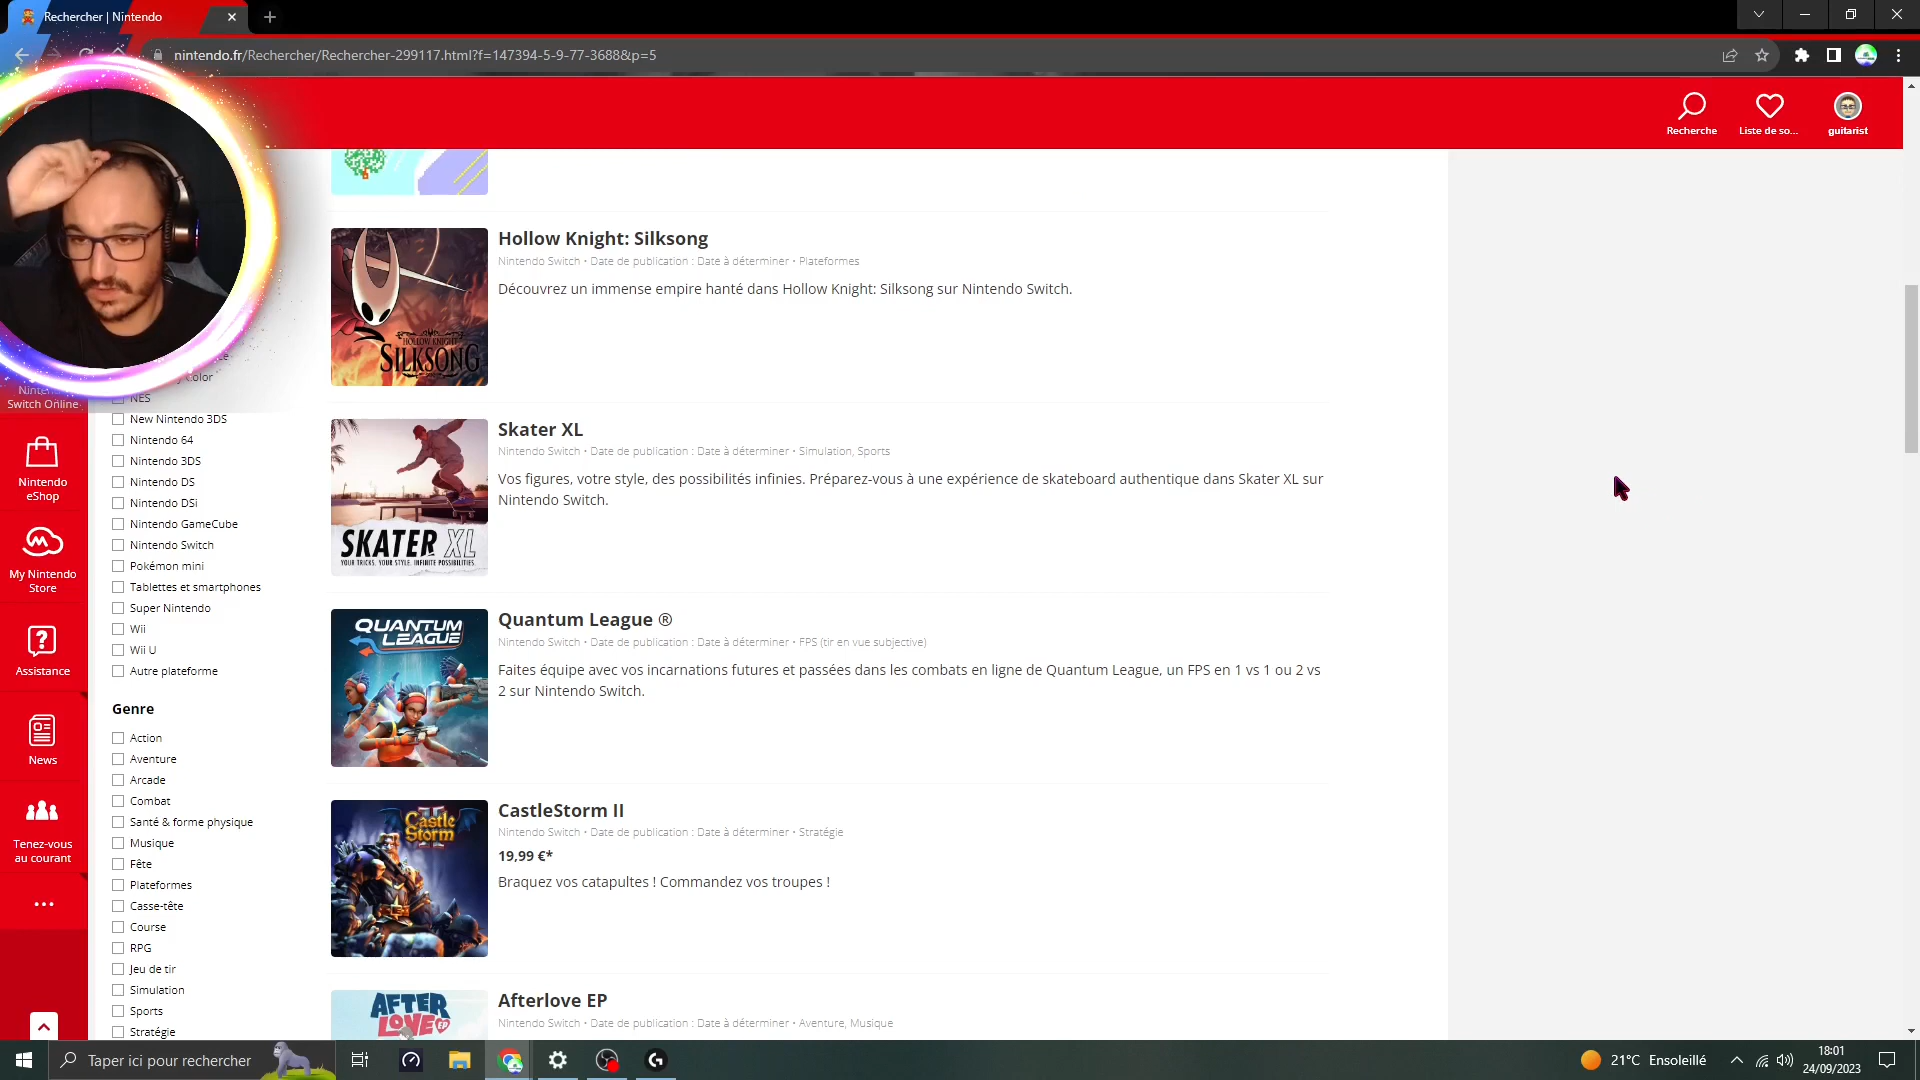 Rechercher | Nintendo
nintendo.fr/Rechercher/Rechercher-299117.html?f=147394-5-9-77-3688&p=5
Recherche
Liste de so...
guitarist
Hollow Knight: Silksong
Nintendo Switch • Date de publication : Date à déterminer • Plateformes
Découvrez un immense empire hanté dans Hollow Knight: Silksong sur Nintendo Switch.
HOLLOW KNIGHT
SILKSONG
Skater XL
Nintendo Switch • Date de publication : Date à déterminer • Simulation, Sports
Vos figures, votre style, des possibilités infinies. Préparez-vous à une expérience de skateboard authentique dans Skater XL sur
Nintendo Switch.
SKATER XL
YOUR TRICKS. YOUR STYLE. INFINITE POSSIBILITIES.
Quantum League ®
Nintendo Switch • Date de publication : Date à déterminer • FPS (tir en vue subjective)
Faites équipe avec vos incarnations futures et passées dans les combats en ligne de Quantum League, un FPS en 1 vs 1 ou 2 vs
2 sur Nintendo Switch.
QUANTUM
LEAGUE
CastleStorm II
Nintendo Switch • Date de publication : Date à déterminer • Stratégie
19,99 €*
Braquez vos catapultes ! Commandez vos troupes !
Castle
Storm
II
Afterlove EP
Nintendo Switch • Date de publication : Date à déterminer • Aventure, Musique
AFTER
LOVE EP
Switch Online
Nintendo
eShop
My Nintendo
Store
Assistance
News
Tenez-vous
au courant
...
NES
New Nintendo 3DS
Nintendo 64
Nintendo 3DS
Nintendo DS
Nintendo DSi
Nintendo GameCube
Nintendo Switch
Pokémon mini
Tablettes et smartphones
Super Nintendo
Wii
Wii U
Autre plateforme
Genre
Action
Aventure
Arcade
Combat
Santé & forme physique
Musique
Fête
Plateformes
Casse-tête
Course
RPG
Jeu de tir
Simulation
Sports
Stratégie
Taper ici pour rechercher
21°C Ensoleillé
18:01
24/09/2023